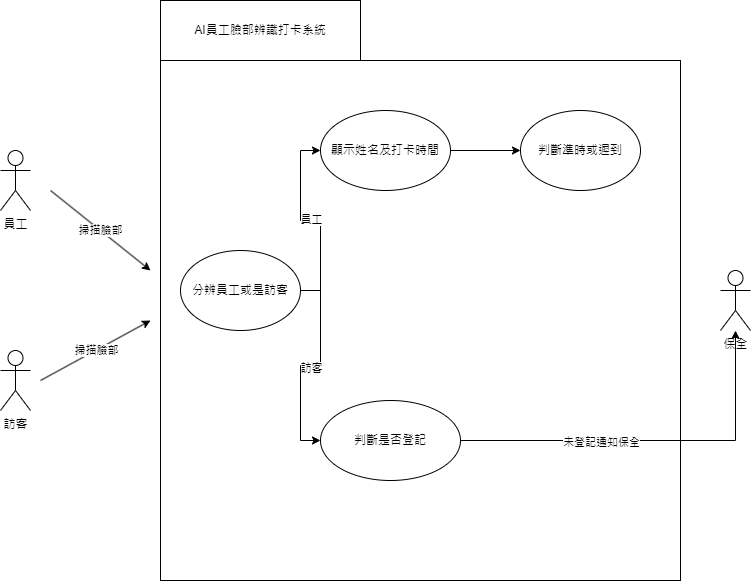 AI員工臉部辨識打卡系統
顯示姓名及打卡時間
判斷準時或遲到
員工
掃描臉部
員工
分辨員工或是訪客
保全
掃描臉部
訪客
訪客
判斷是否登記
未登記通知保全